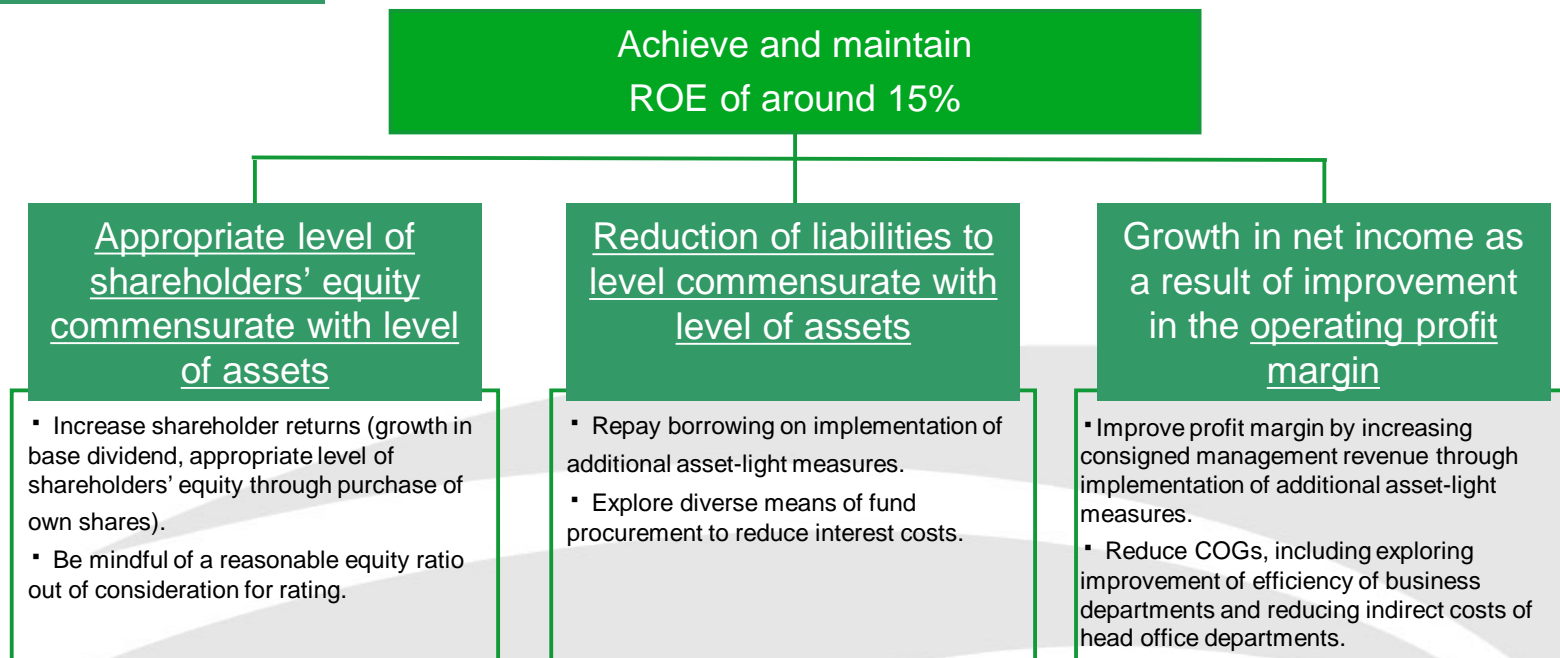 Achieve and maintain
ROE of around 15%
Appropriate level of
shareholders’ equity
commensurate with level
of assets
▪ Increase shareholder returns (growth in
base dividend, appropriate level of
shareholders’ equity through purchase of
own shares).
▪ Be mindful of a reasonable equity ratio
out of consideration for rating.
Reduction of liabilities to
level commensurate with
level of assets
▪ Repay borrowing on implementation of
additional asset-light measures.
▪ Explore diverse means of fund
procurement to reduce interest costs.
Growth in net income as
a result of improvement
in the operating profit
margin
▪Improve profit margin by increasing
consigned management revenue through
implementation of additional asset-light
measures.
▪ Reduce COGs, including exploring
improvement of efficiency of business
departments and reducing indirect costs of
head office departments.